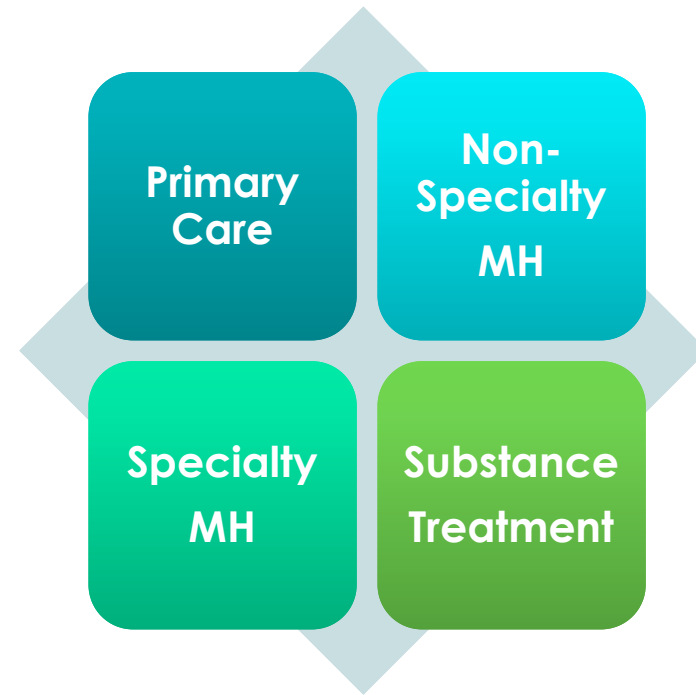 Primary
Care
Non-
Specialty
MH
Specialty
MH
Substance
Treatment